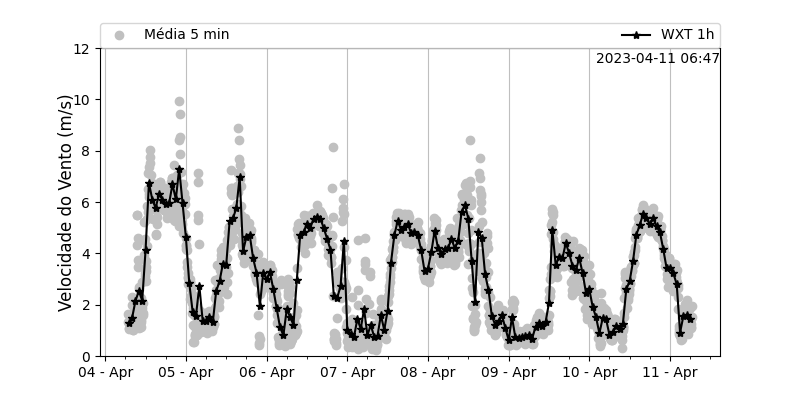 Média 5 min
WXT 1h
2023-04-11 06:47
Velocidade do Vento (m/s)
12
10
8
6
4
2
0
04 - Apr 05 - Apr 06 - Apr 07 - Apr 08 - Apr 09 - Apr 10 - Apr 11 - Apr